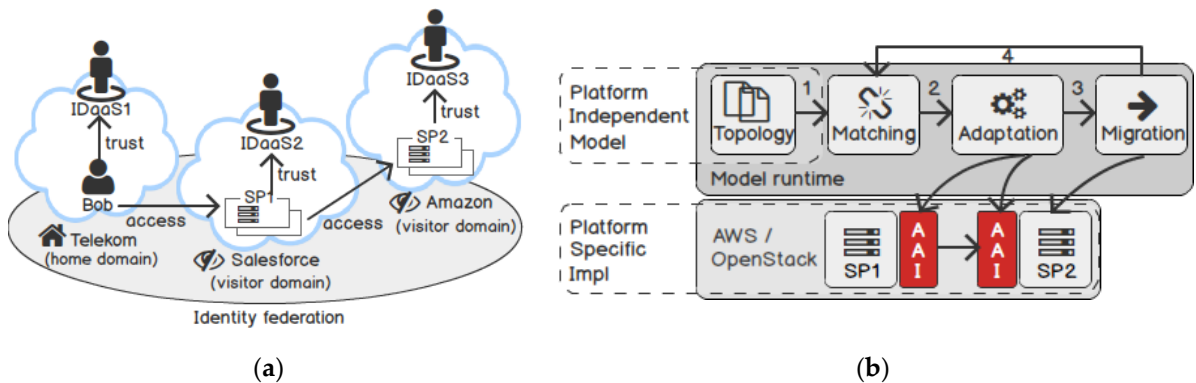 IDaaS1
trust
Bob
access
Telekom
(home domain)
IDaaS2
trust
SP1
access
Salesforce
(visitor domain)
IDaaS3
trust
SP2
Amazon
(visitor domain)
Identity federation
(a)
Platform
Independent
Model
Topology
1
Matching
2
Adaptation
3
Migration
4
Model runtime
Platform
Specific
Impl
AWS /
OpenStack
SP1
A
A
I
A
A
I
SP2
(b)